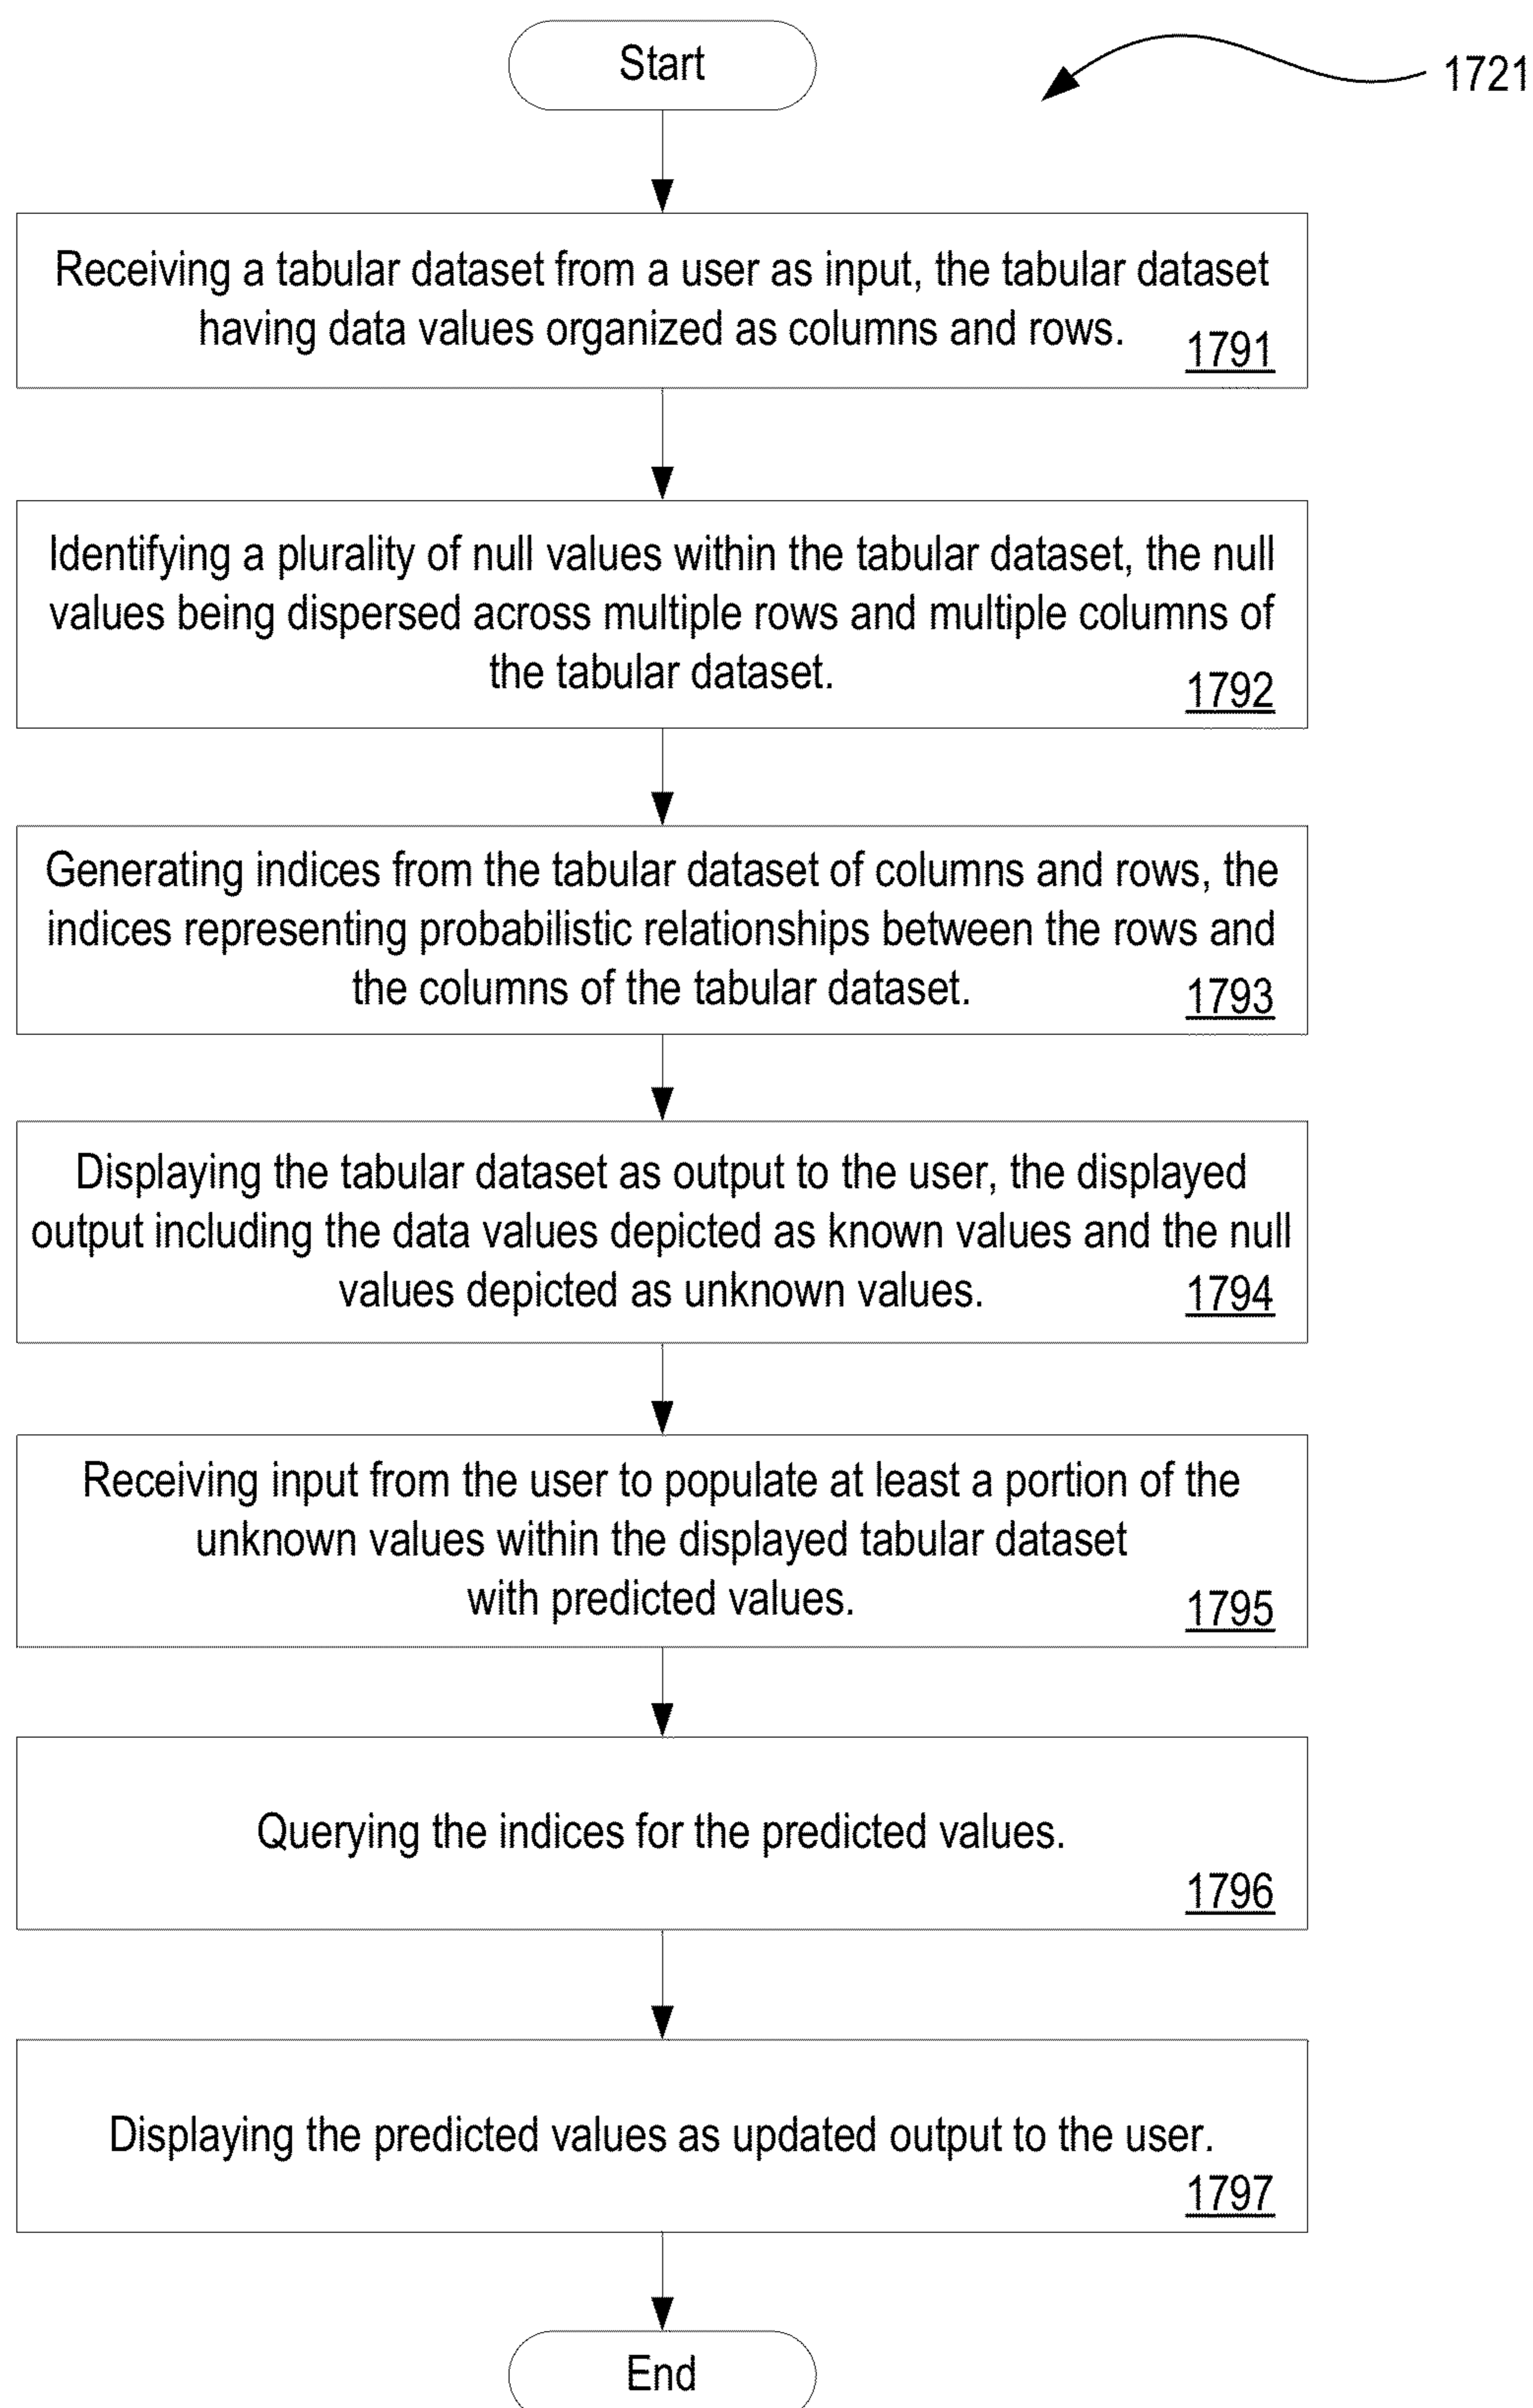 Start
1721
Receiving a tabular dataset from a user as input, the tabular dataset
having data values organized as columns and rows.
1791
Identifying a plurality of null values within the tabular dataset, the null
values being dispersed across multiple rows and multiple columns of
the tabular dataset.
1792
Generating indices from the tabular dataset of columns and rows, the
indices representing probabilistic relationships between the rows and
the columns of the tabular dataset.
1793
Displaying the tabular dataset as output to the user, the displayed
output including the data values depicted as known values and the null
values depicted as unknown values.
1794
Receiving input from the user to populate at least a portion of the
unknown values within the displayed tabular dataset
with predicted values.
1795
Querying the indices for the predicted values.
1796
Displaying the predicted values as updated output to the user.
1797
End